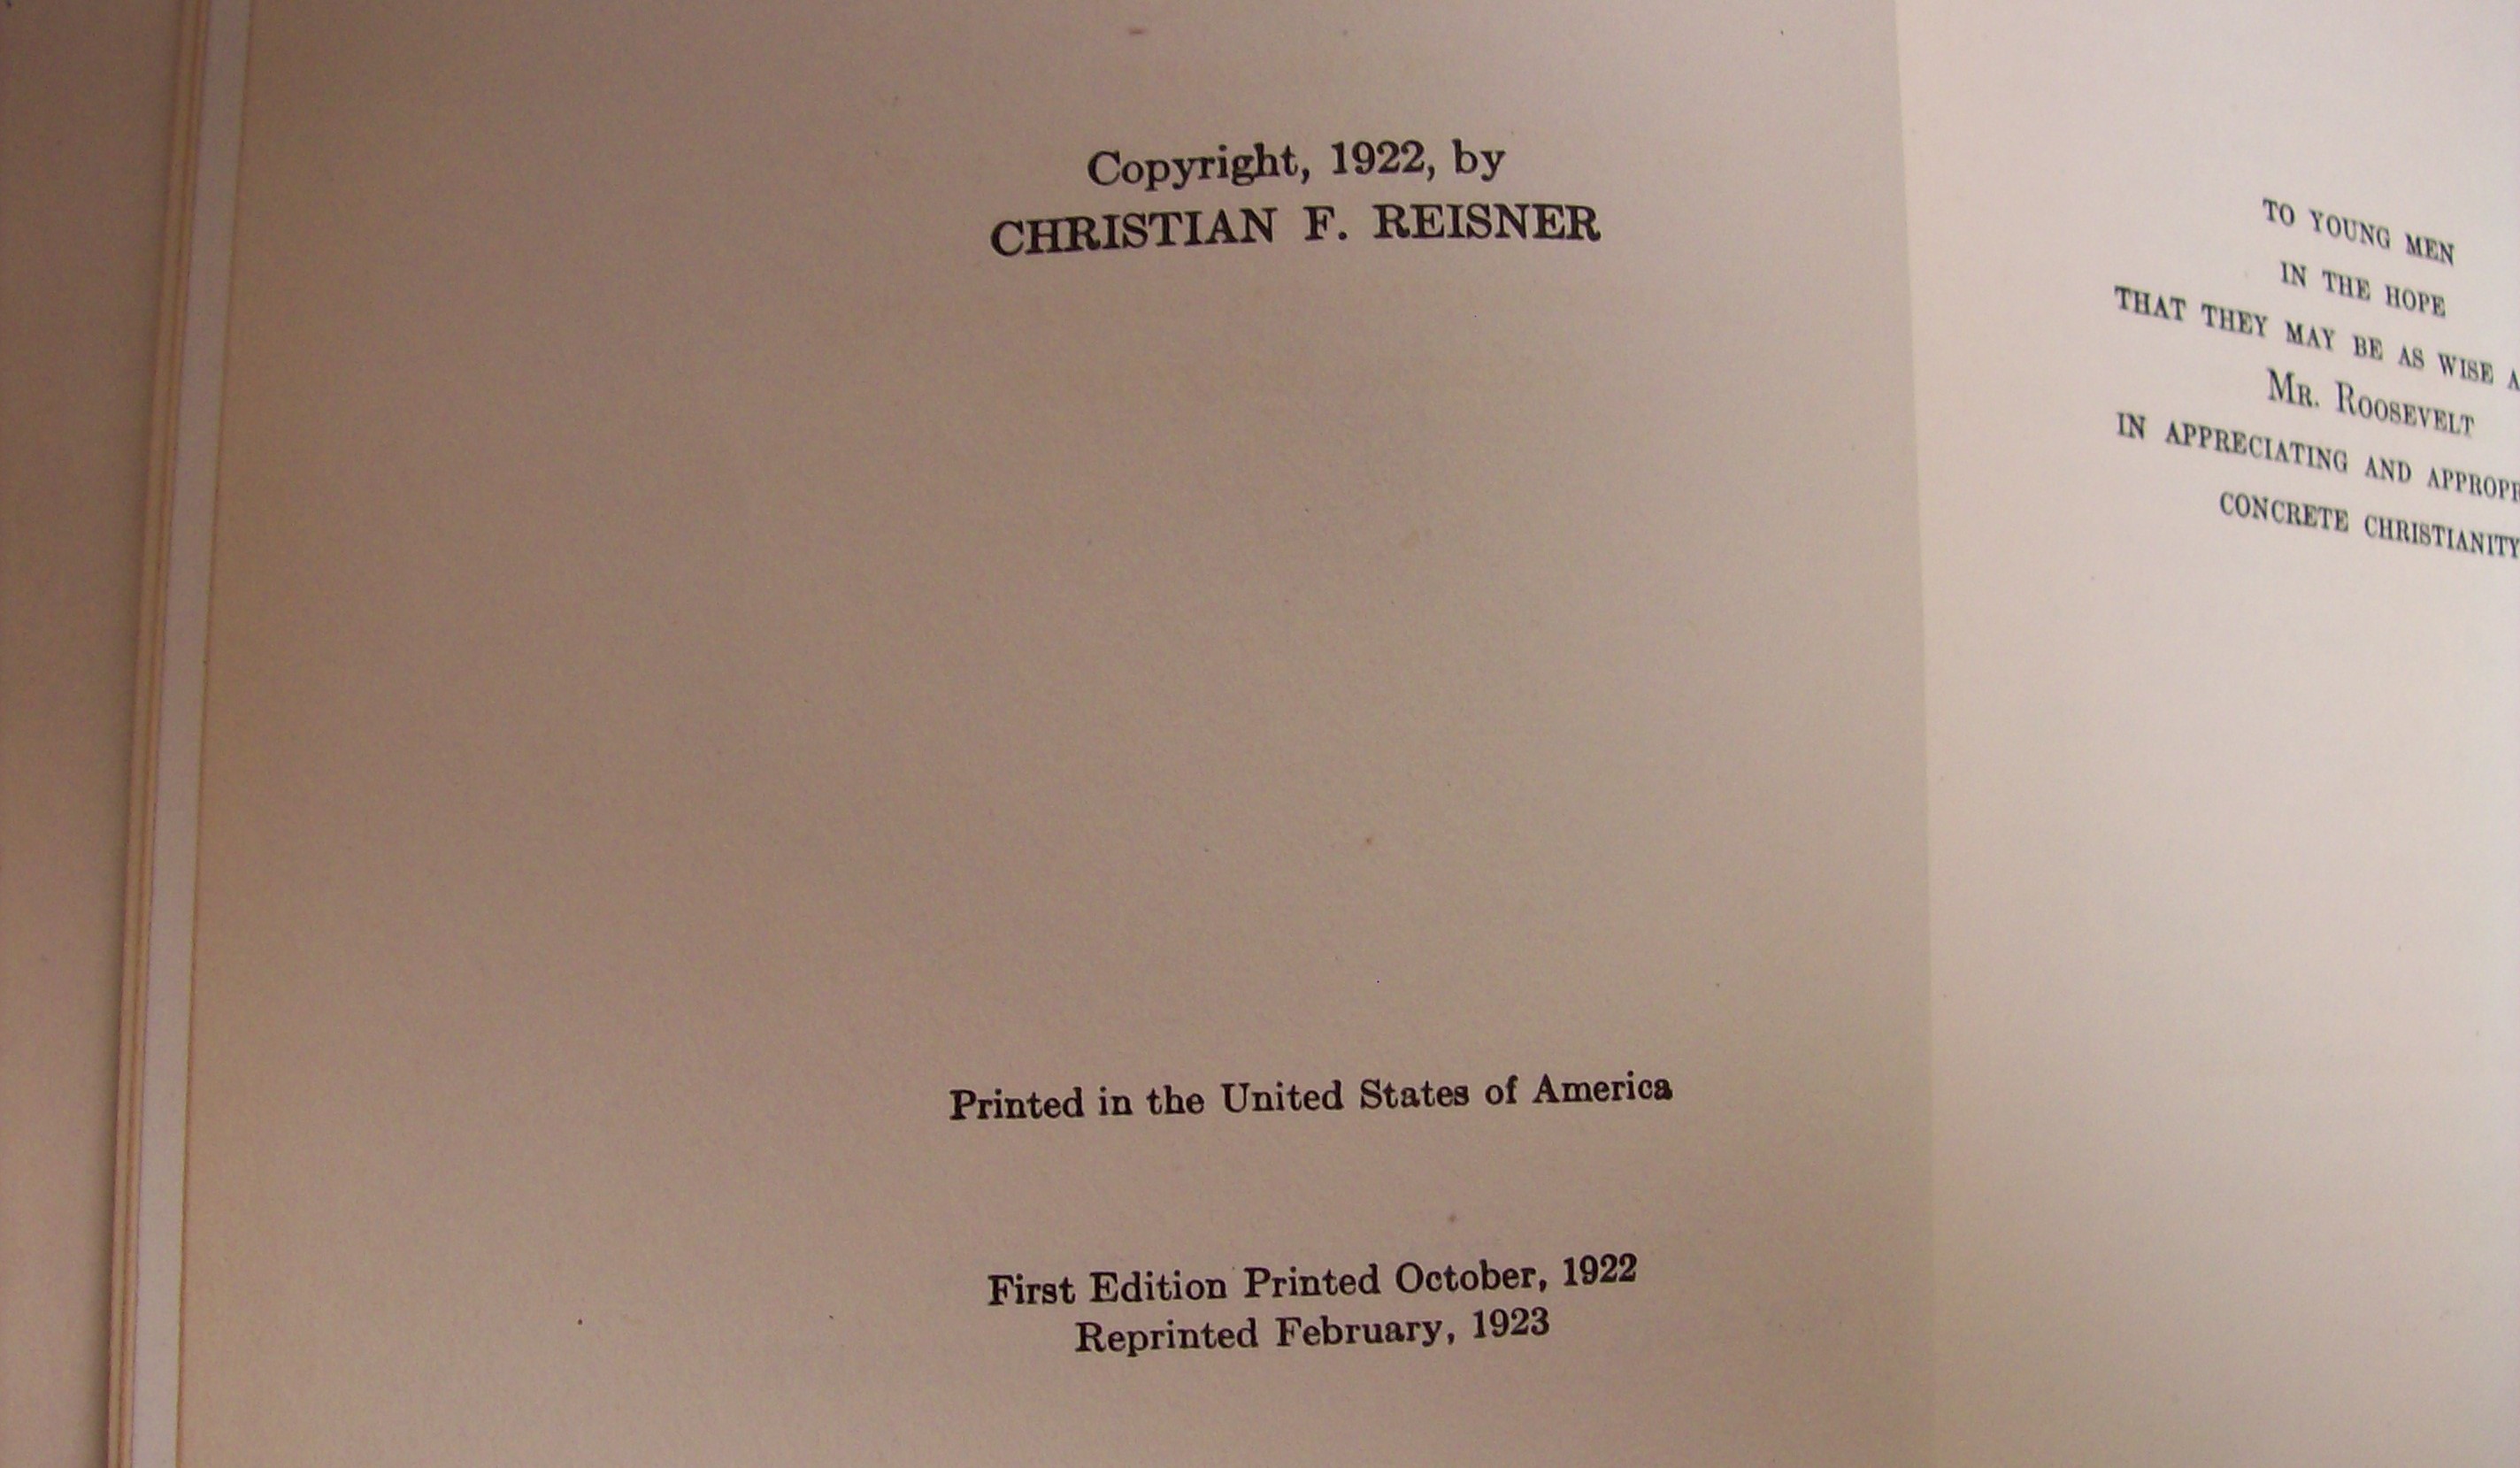 Copyright, 1922, by
CHRISTIAN F. REISNER
Printed in the United States of America
First Edition Printed October, 1922
Reprinted February, 1923
TO YOUNG MEN
IN THE HOPE
THAT THEY MAY BE AS WISE
MR. ROOSEVELT
IN APPRECIATING AND
CONCRETE CHRISTIANITY